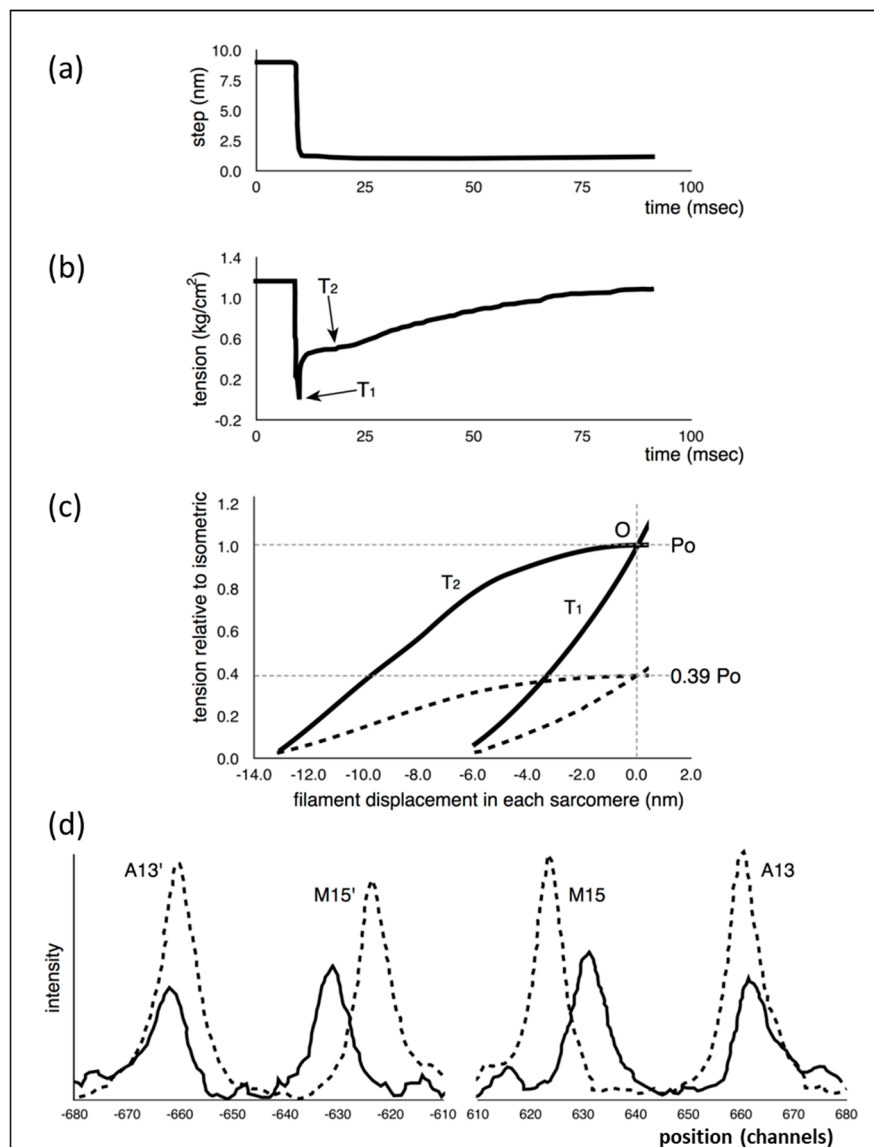 (a)
10.0
7.5
5.0
2.5
0.0
step (nm)
0 25 50 75 100
time (msec)
(b)
1.4
1.0
0.6
0.2
-0.2
tension (kg/cm²)
T₂
T₁
0 25 50 75 100
time (msec)
(c)
1.2
1.0
0.8
0.6
0.4
0.2
0.0
tension relative to isometric
O
Po
T₂
T₁
0.39 Po
-14.0 -12.0 -10.0 -8.0 -6.0 -4.0 -2.0 0.0 2.0
filament displacement in each sarcomere (nm)
(d)
A13' M15' M15 A13
intensity
-680 -670 -660 -650 -640 -630 -620 -610 610 620 630 640 650 660 670 680
position (channels)